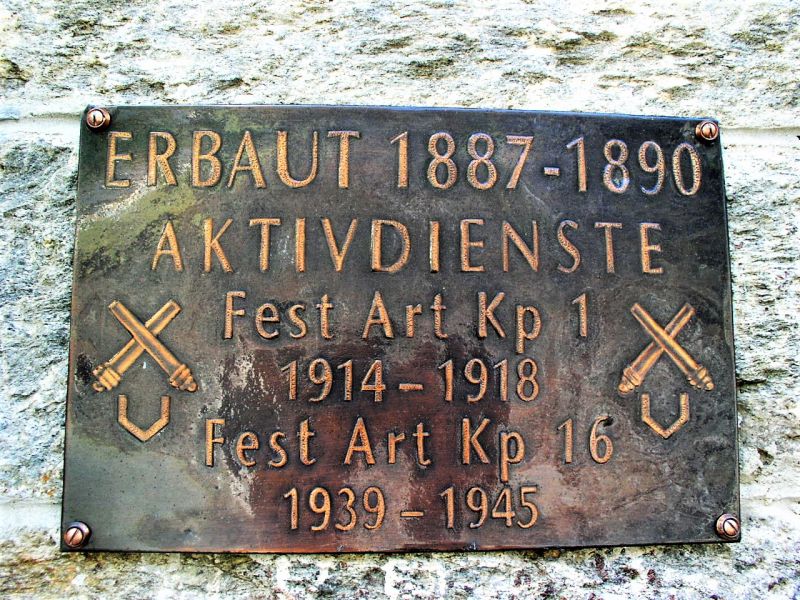 ERBAUT 1887-1890
AKTIVDIENSTE
Fest Art Kp 1
1914 – 1918
Fest Art Kp 16
1939 – 1945